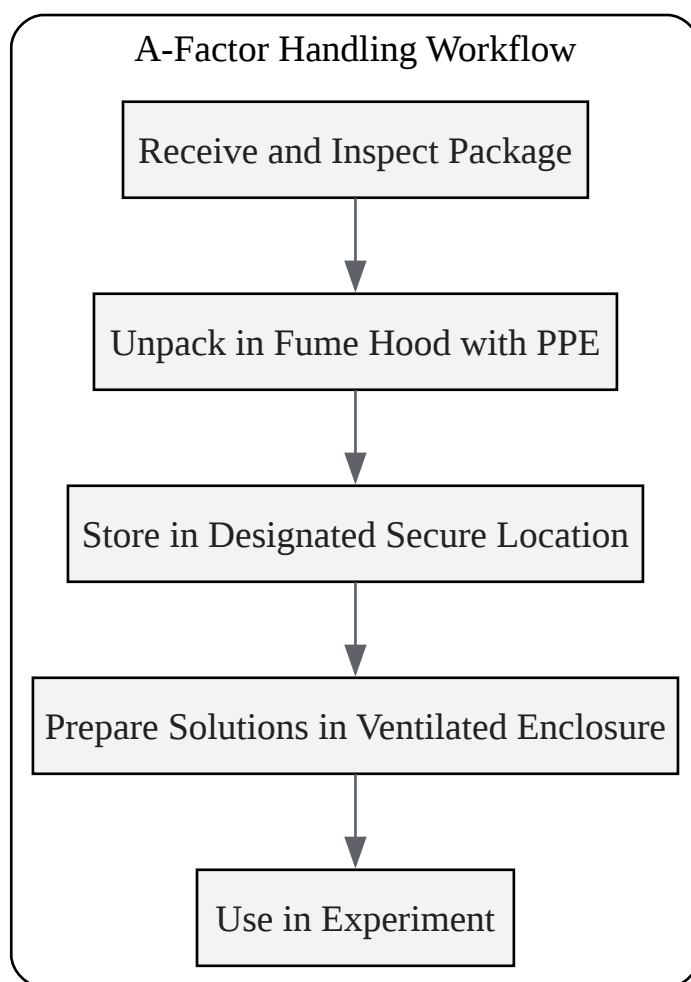 A-Factor Handling Workflow
Receive and Inspect Package
Unpack in Fume Hood with PPE
Store in Designated Secure Location
Prepare Solutions in Ventilated Enclosure
Use in Experiment